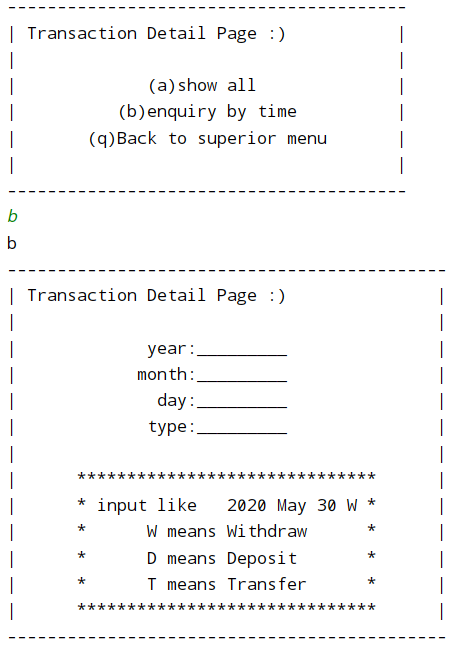 ----------------------------------------
| Transaction Detail Page :)           |
|                                      |
|             (a)show all              |
|          (b)enquiry by time          |
|       (q)Back to superior menu       |
|                                      |
----------------------------------------
b
b
--------------------------------------------
| Transaction Detail Page :)               |
|                                          |
|             year:_________               |
|            month:_________               |
|              day:_________               |
|             type:_________               |
|                                          |
|      ******************************      |
|      * input like   2020 May 30 W *      |
|      *      W means Withdraw      *      |
|      *      D means Deposit       *      |
|      *      T means Transfer      *      |
|      ******************************      |
--------------------------------------------